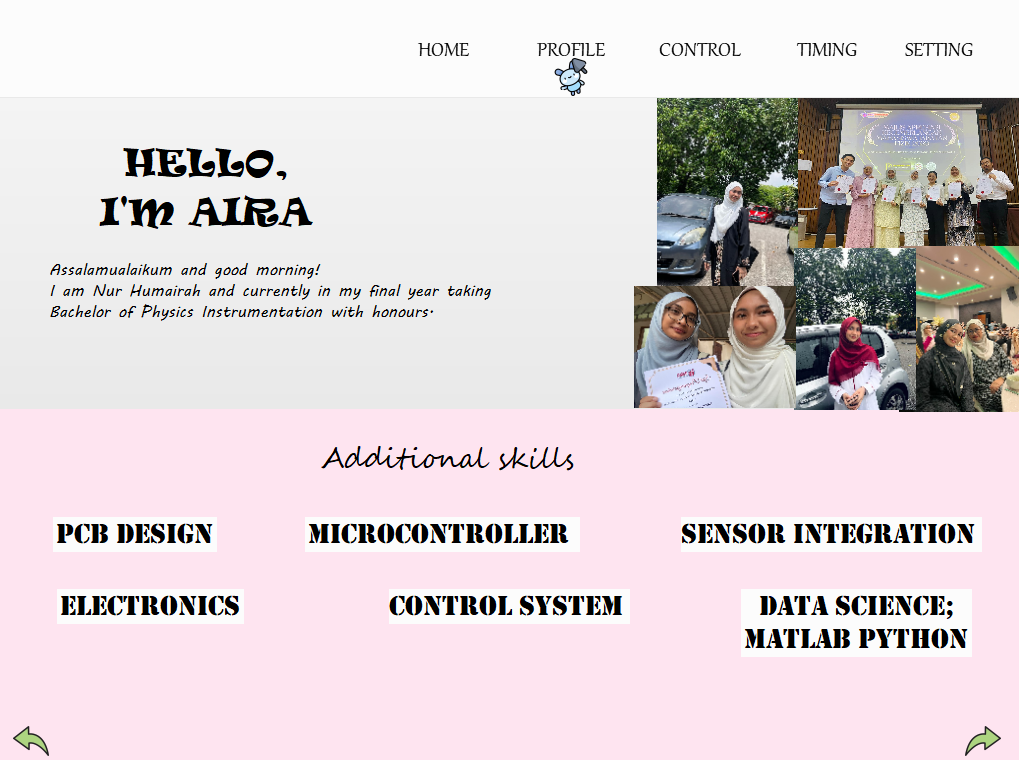 HOME PROFILE CONTROL TIMING SETTING
HELLO,
I'M AIRA
Assalamualaikum and good morning!
I am Nur Humairah and currently in my final year taking
Bachelor of Physics Instrumentation with honours.
Additional skills
PCB DESIGN MICROCONTROLLER SENSOR INTEGRATION
ELECTRONICS CONTROL SYSTEM DATA SCIENCE;
MATLAB PYTHON